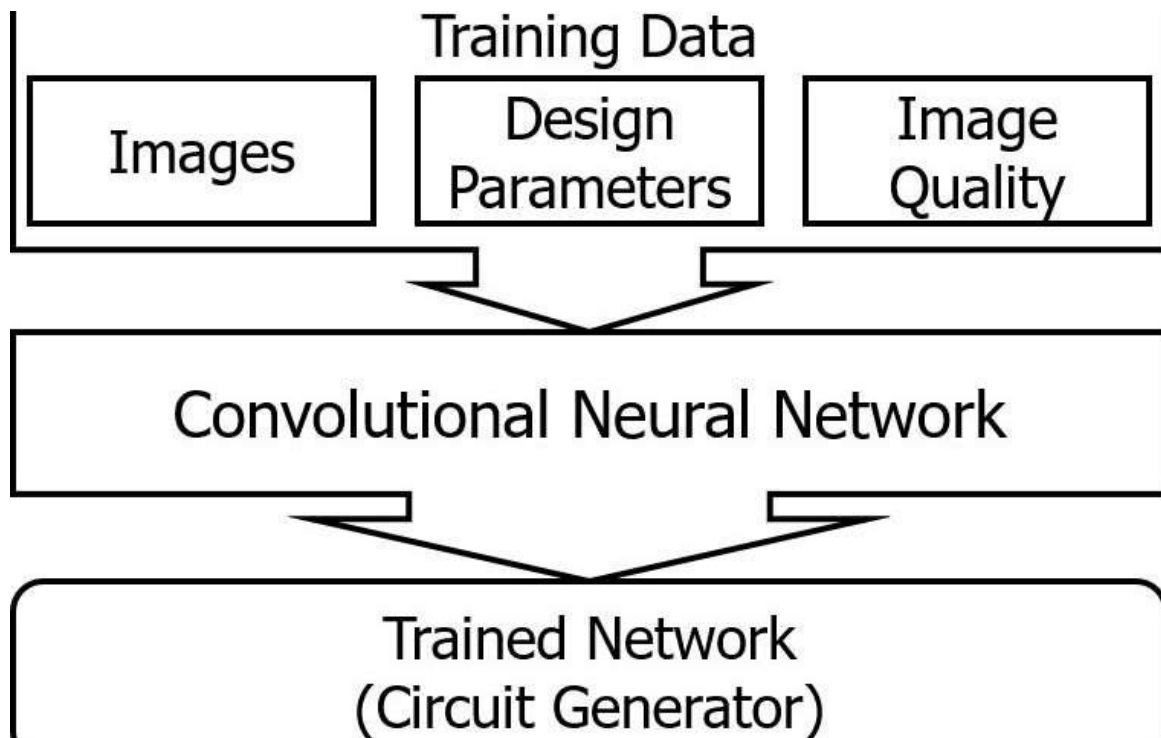 Training Data
Images
Design
Parameters
Image
Quality
Convolutional Neural Network
Trained Network
(Circuit Generator)